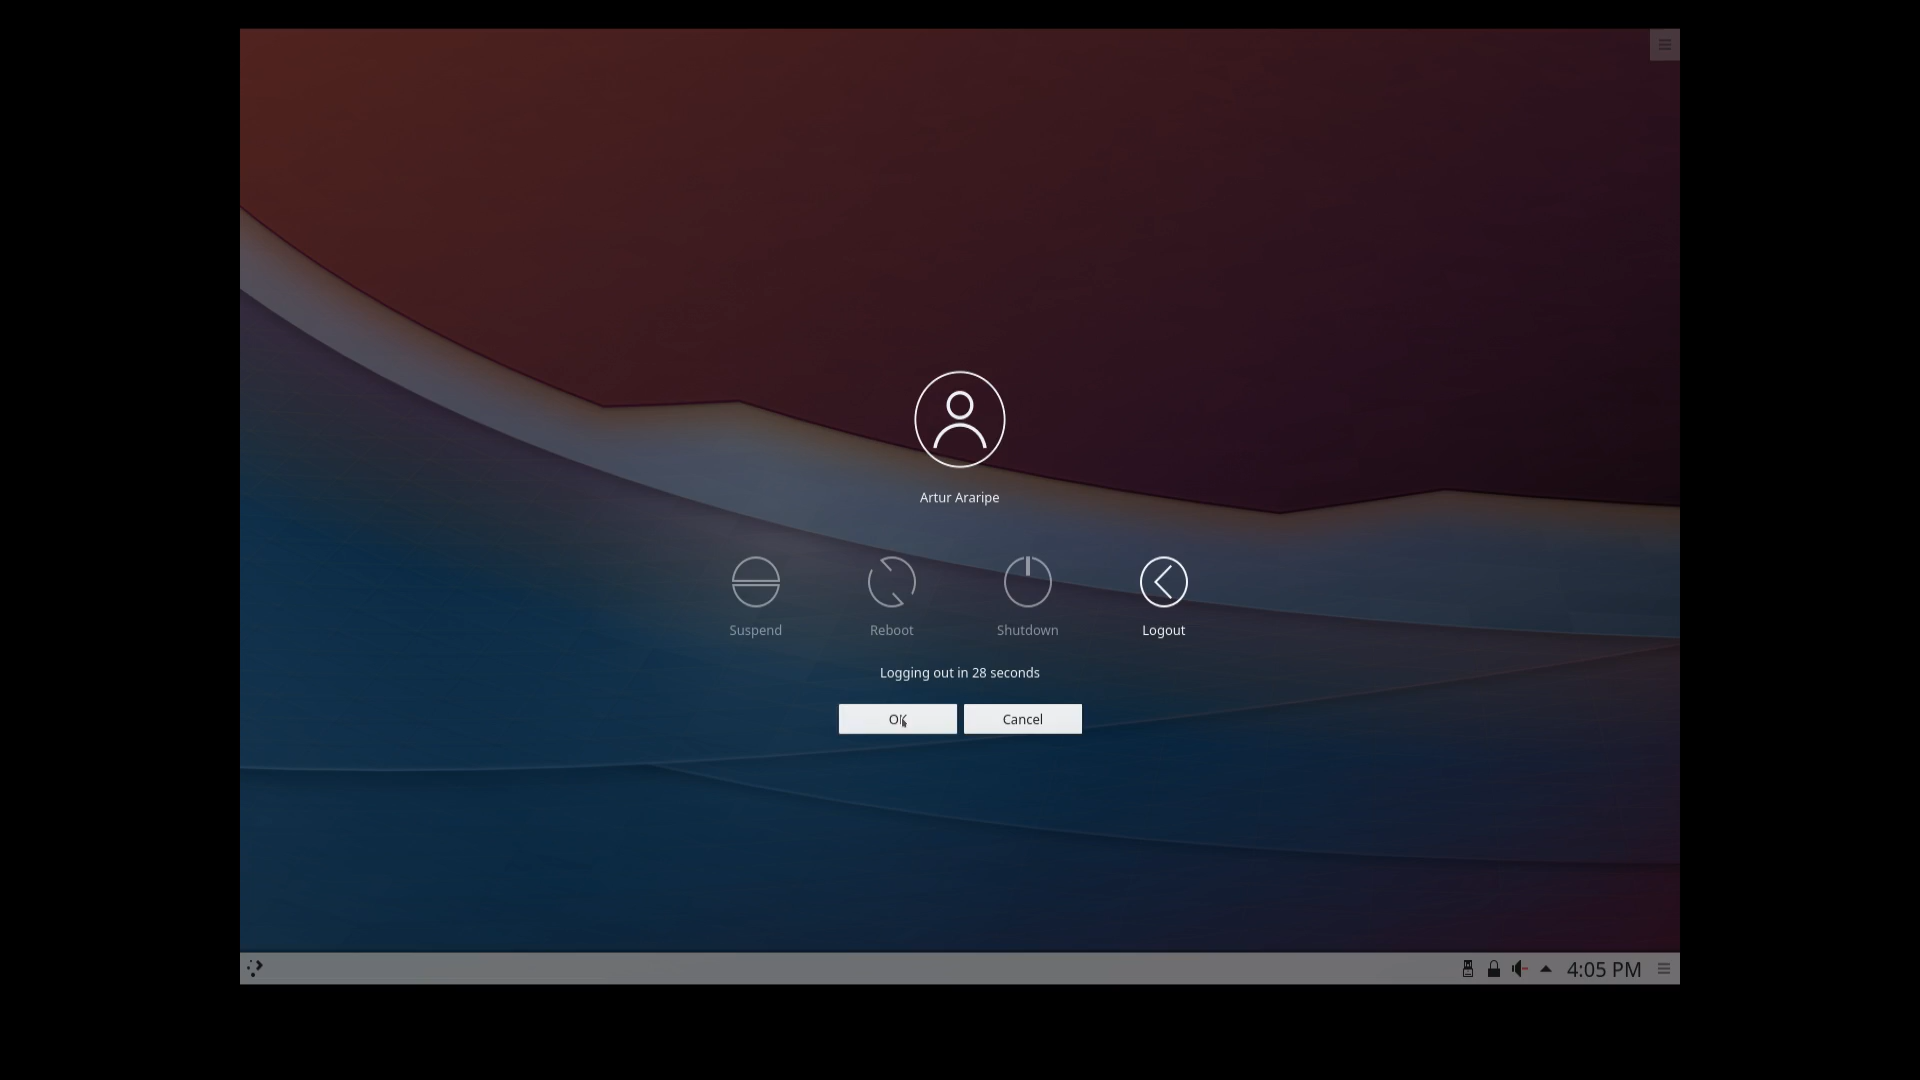 Artur Araripe
Suspend Reboot Shutdown Logout
Logging out in 28 seconds
OK Cancel
4:05 PM